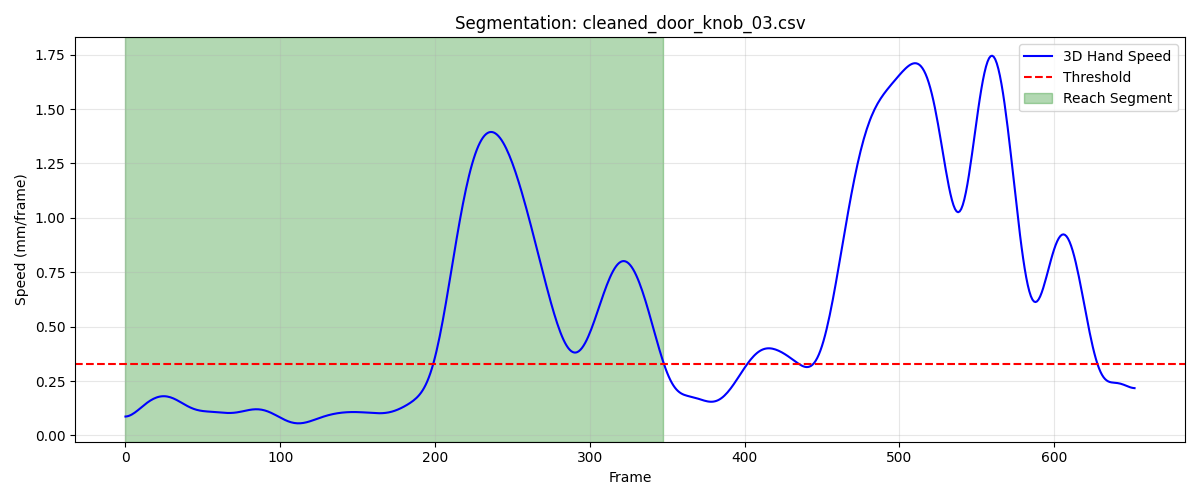 Segmentation: cleaned_door_knob_03.csv
3D Hand Speed
Threshold
Reach Segment
Speed (mm/frame)
1.75
1.50
1.25
1.00
0.75
0.50
0.25
0.00
0 100 200 300 400 500 600
Frame